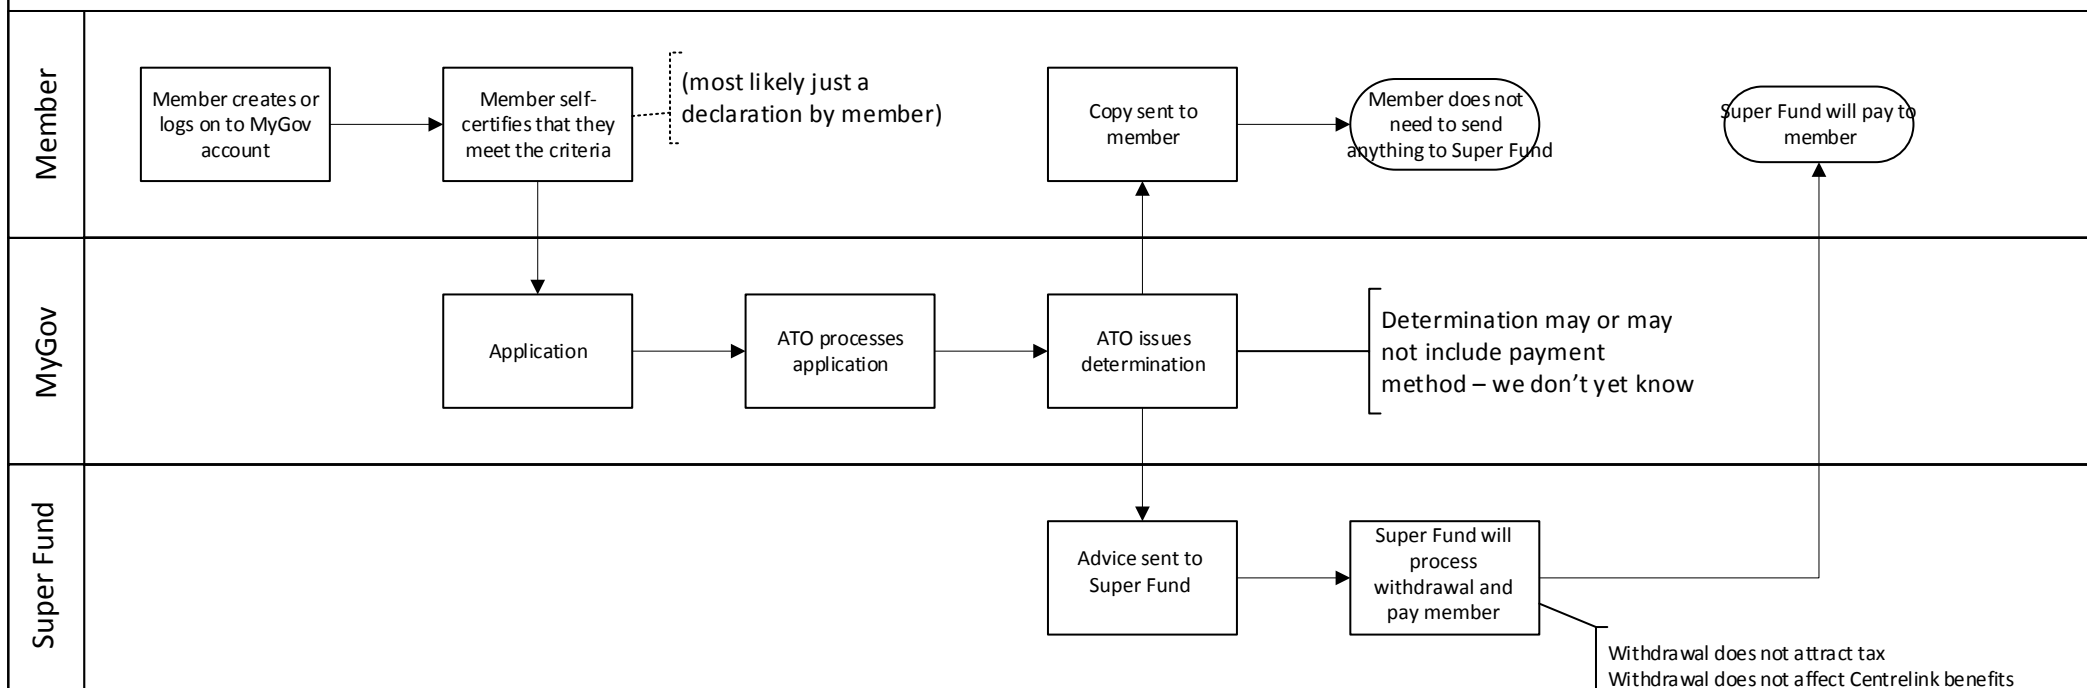 Member
Member creates or
logs on to MyGov
account
Member self-
certifies that they
meet the criteria
(most likely just a
declaration by member)
Copy sent to
member
Member does not
need to send
anything to Super Fund
Super Fund will pay to
member
MyGov
Application
ATO processes
application
ATO issues
determination
Determination may or may
not include payment
method – we don’t yet know
Super Fund
Advice sent to
Super Fund
Super Fund will
process
withdrawal and
pay member
Withdrawal does not attract tax
Withdrawal does not affect Centrelink benefits